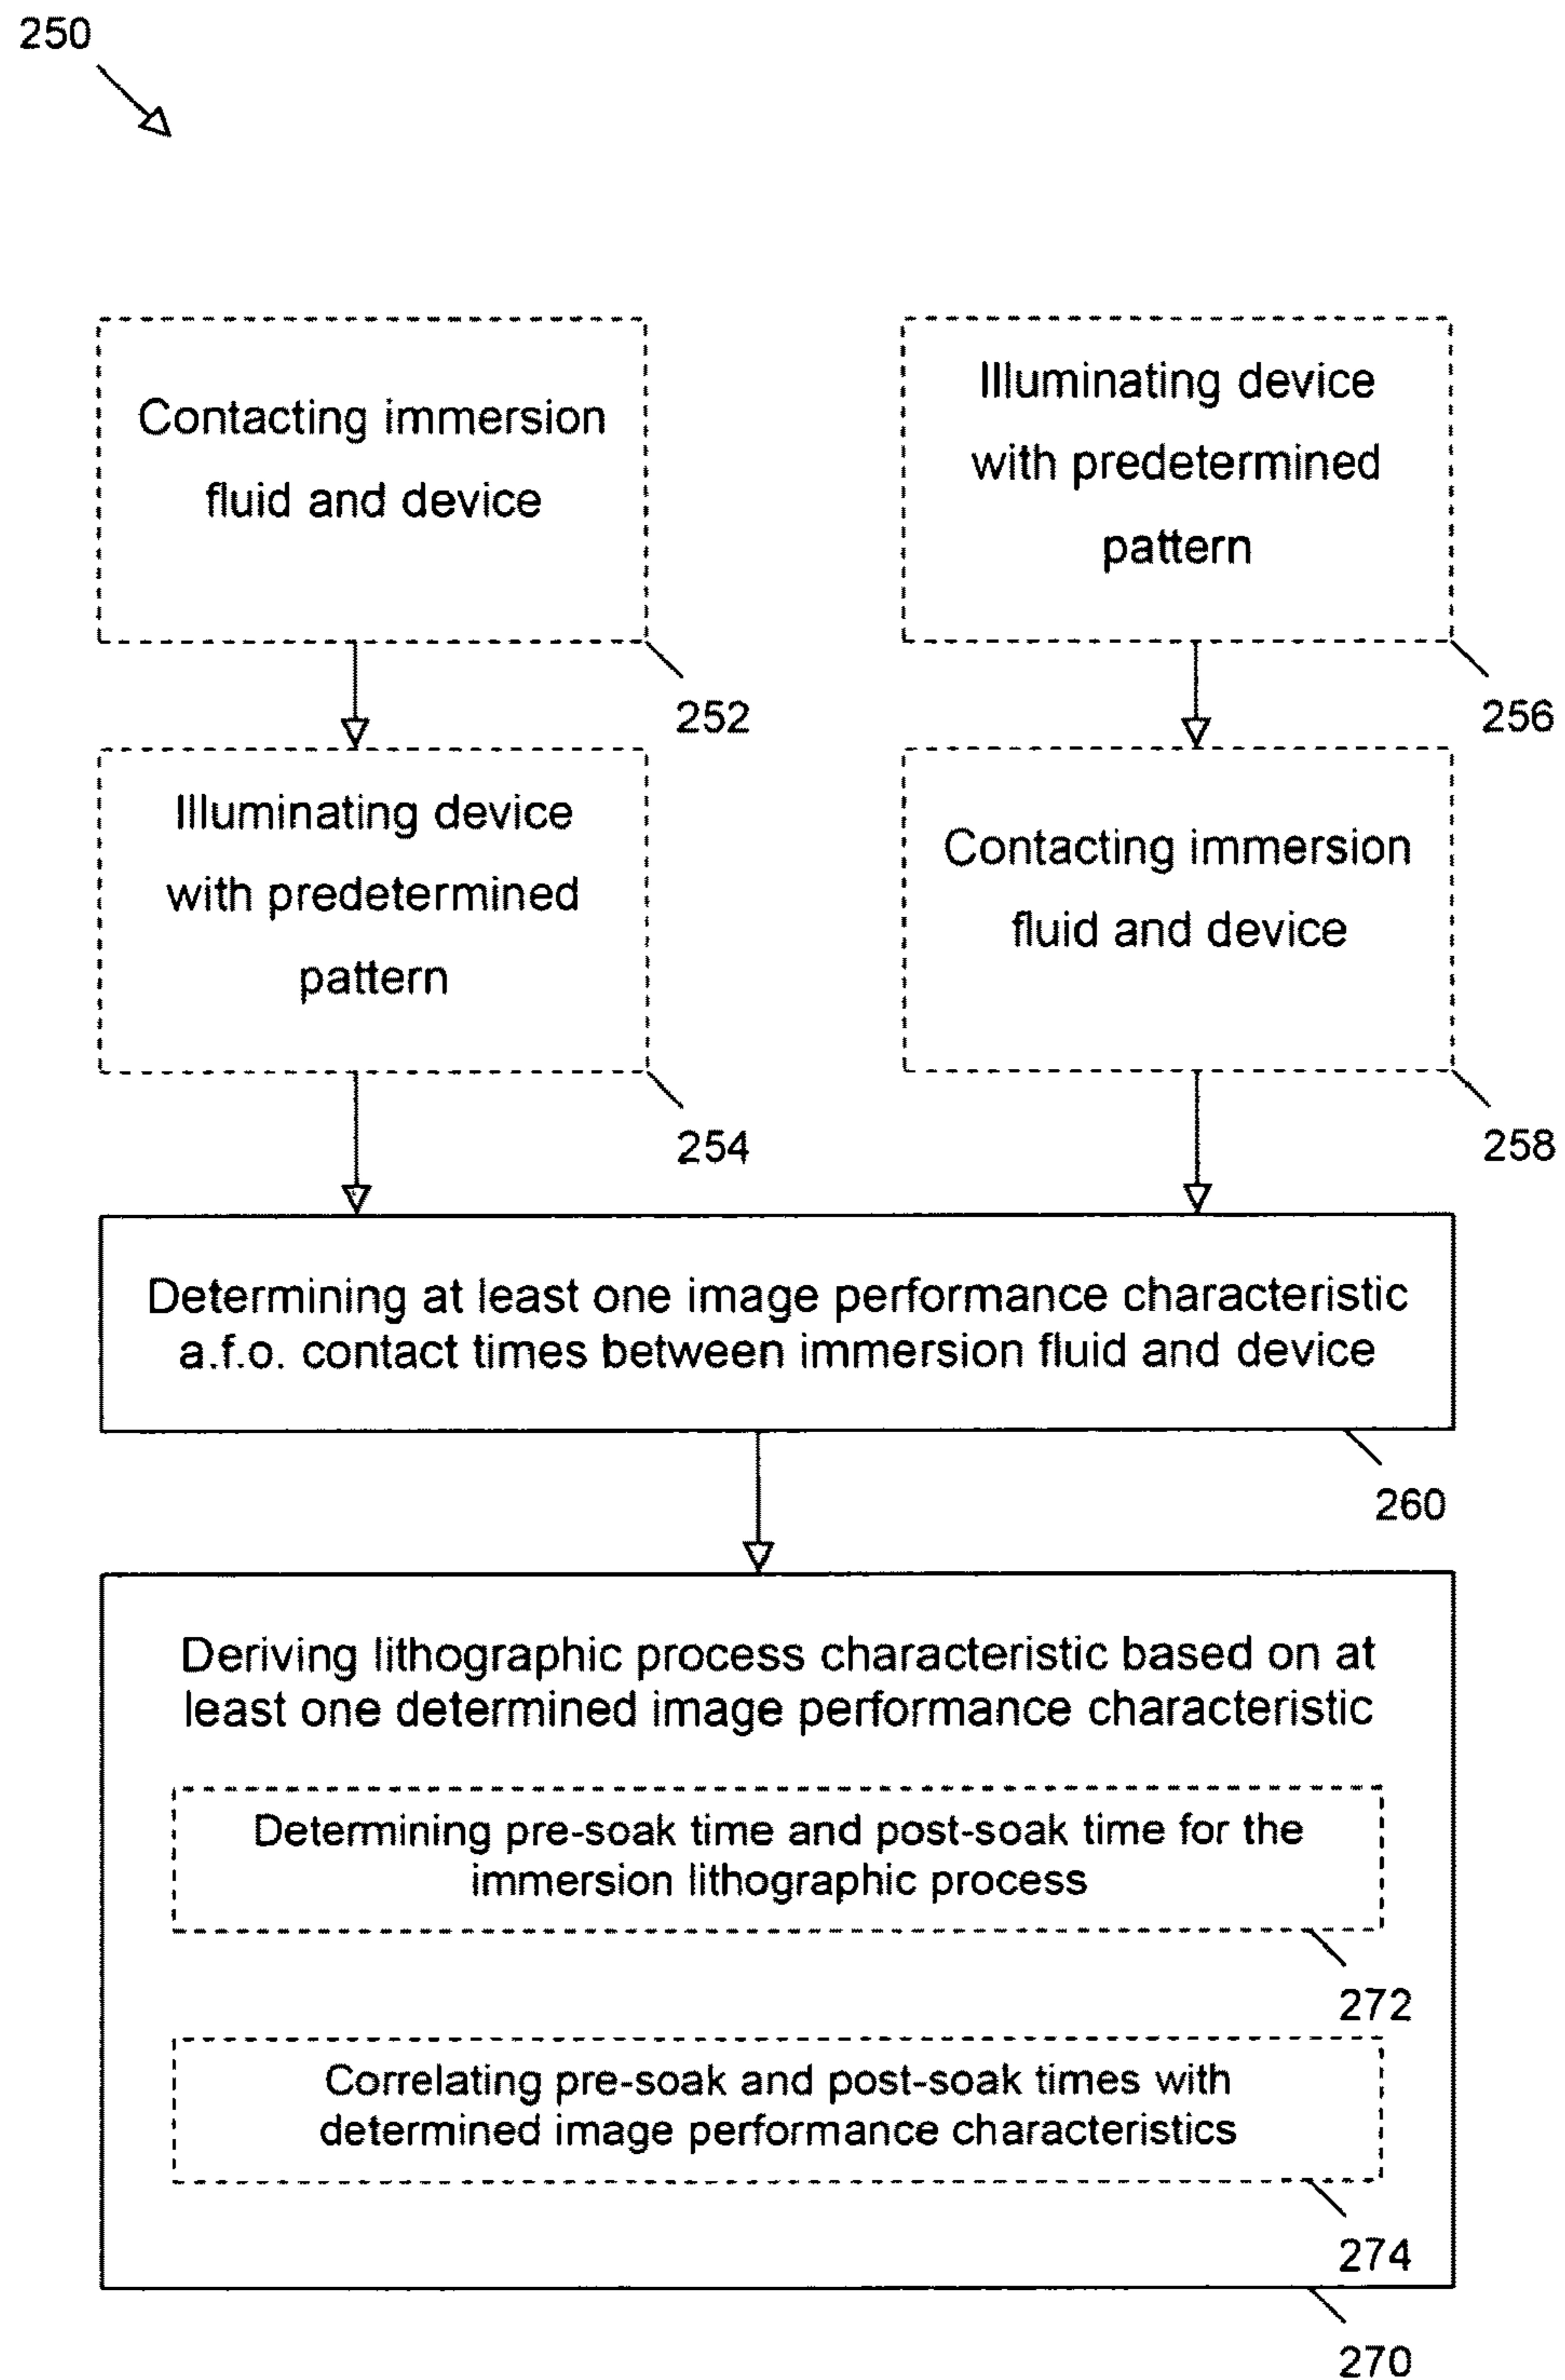 250
Contacting immersion
fluid and device
252
Illuminating device
with predetermined
pattern
254
Illuminating device
with predetermined
pattern
256
Contacting immersion
fluid and device
258
Determining at least one image performance characteristic
a.f.o. contact times between immersion fluid and device
260
Deriving lithographic process characteristic based on at
least one determined image performance characteristic
Determining pre-soak time and post-soak time for the
immersion lithographic process
272
Correlating pre-soak and post-soak times with
determined image performance characteristics
274
270